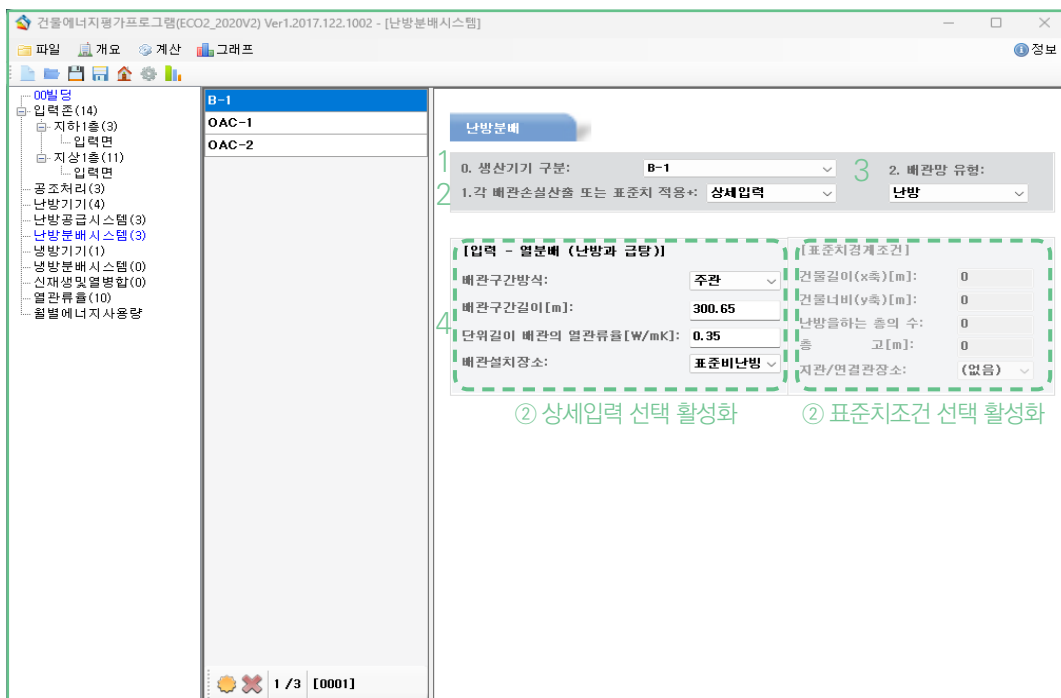 건물에너지평가프로그램(ECO2_2020V2) Ver1.2017.122.1002 - [난방분배시스템]
파일 개요 계산 그래프 정보
00빌딩
입력존(14)
지하1층(3)
입력면
지상1층(11)
입력면
공조처리(3)
난방기기(4)
난방공급시스템(3)
난방분배시스템(3)
냉방기기(1)
냉방분배시스템(0)
신재생및열병합(0)
열관류율(10)
월별에너지사용량
B-1
OAC-1
OAC-2
1 /3 [0001]
난방분배
1 0. 생산기기 구분: B-1
2 1.각 배관손실산출 또는 표준치 적용+: 상세입력
3 2. 배관망 유형:
난방
4
[입력 - 열분배 (난방과 급탕)]
배관구간방식: 주관
배관구간길이[m]: 300.65
단위길이 배관의 열관류율[W/mK]: 0.35
배관설치장소: 표준비난빙
[표준치경계조건]
건물길이(x축)[m]: 0
건물너비(y축)[m]: 0
난방을하는 층의 수: 0
층 고[m]: 0
지관/연결관장소: (없음)
② 상세입력 선택 활성화
② 표준치조건 선택 활성화